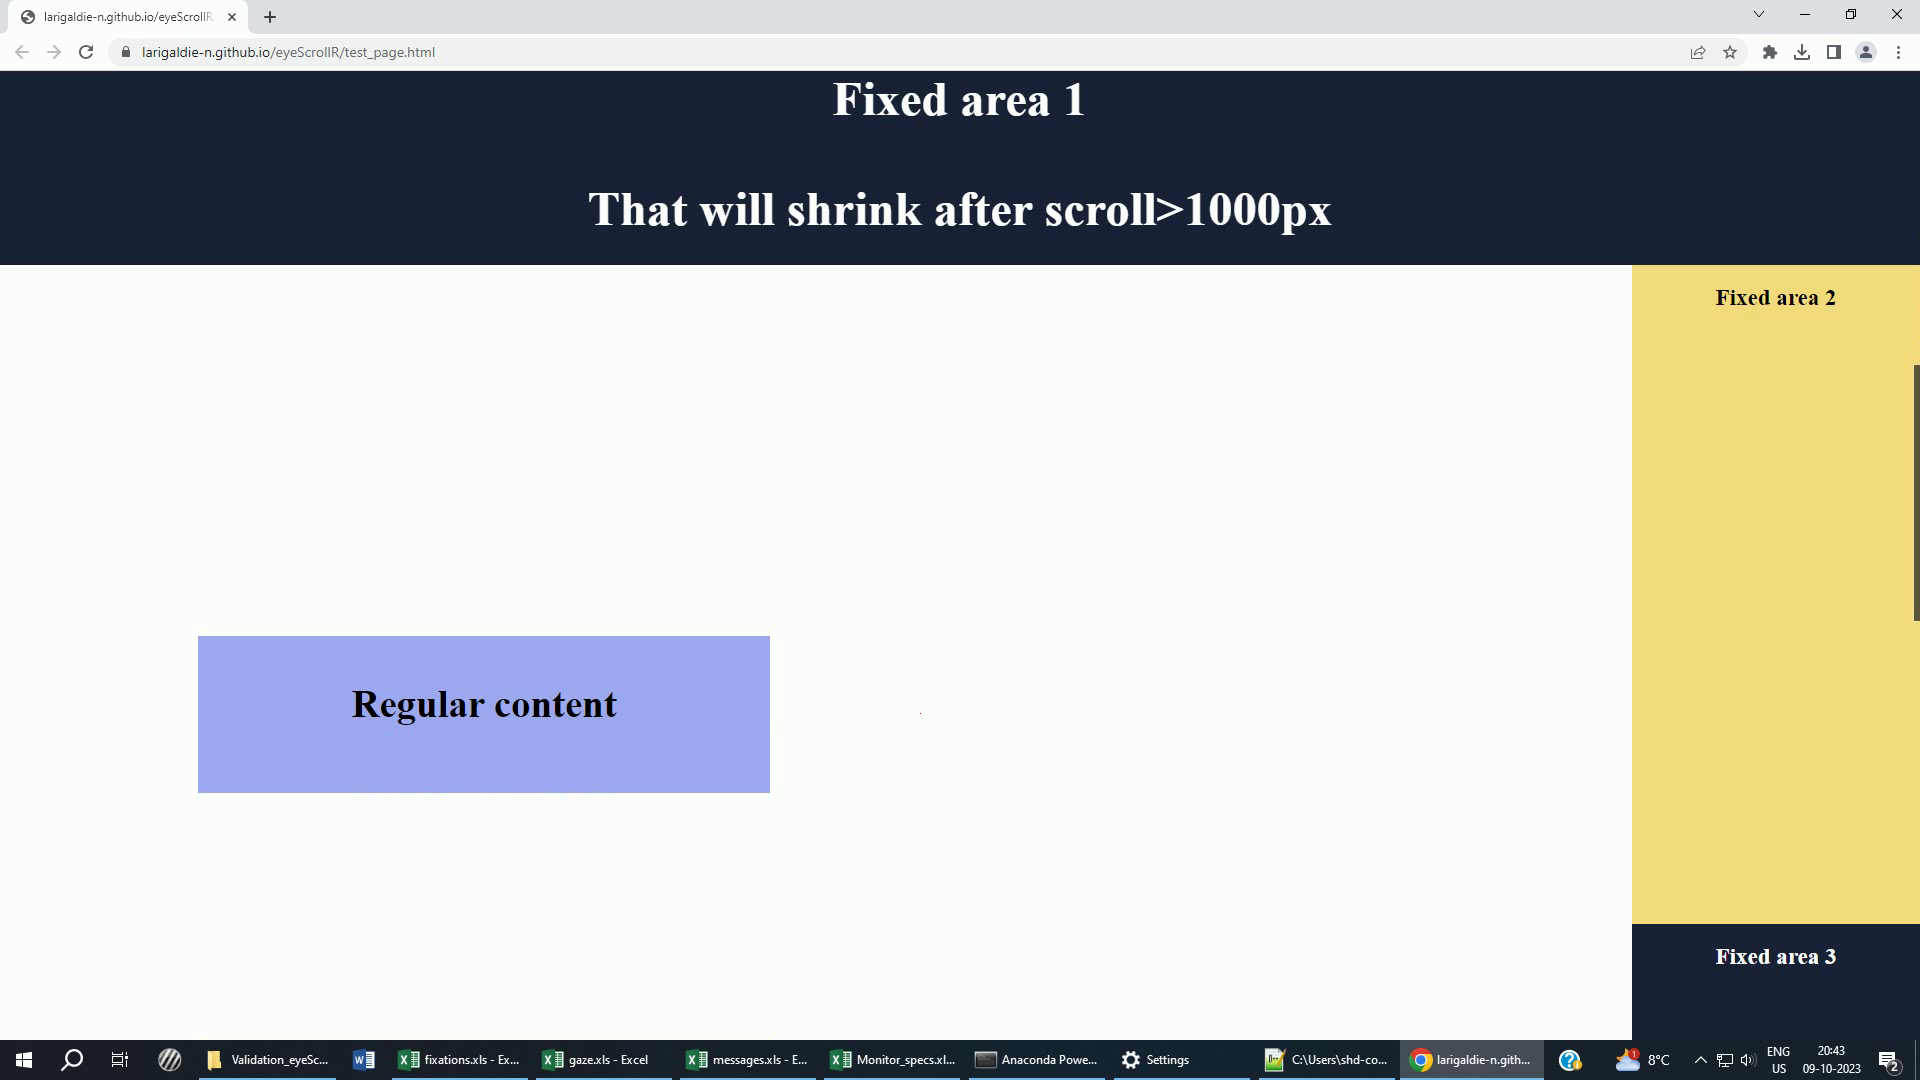 larigaldie-n.github.io/eyeScrollR
larigaldie-n.github.io/eyeScrollR/test_page.html
Fixed area 1
That will shrink after scroll>1000px
Fixed area 2
Regular content
Fixed area 3
Validation_eyeSc...
fixations.xls - Ex...
gaze.xls - Excel
messages.xls - E...
Monitor_specs.xl...
Anaconda Powe...
Settings
C:\Users\shd-co...
larigaldie-n.gith...
1
8°C
ENG
US
20:43
09-10-2023
2